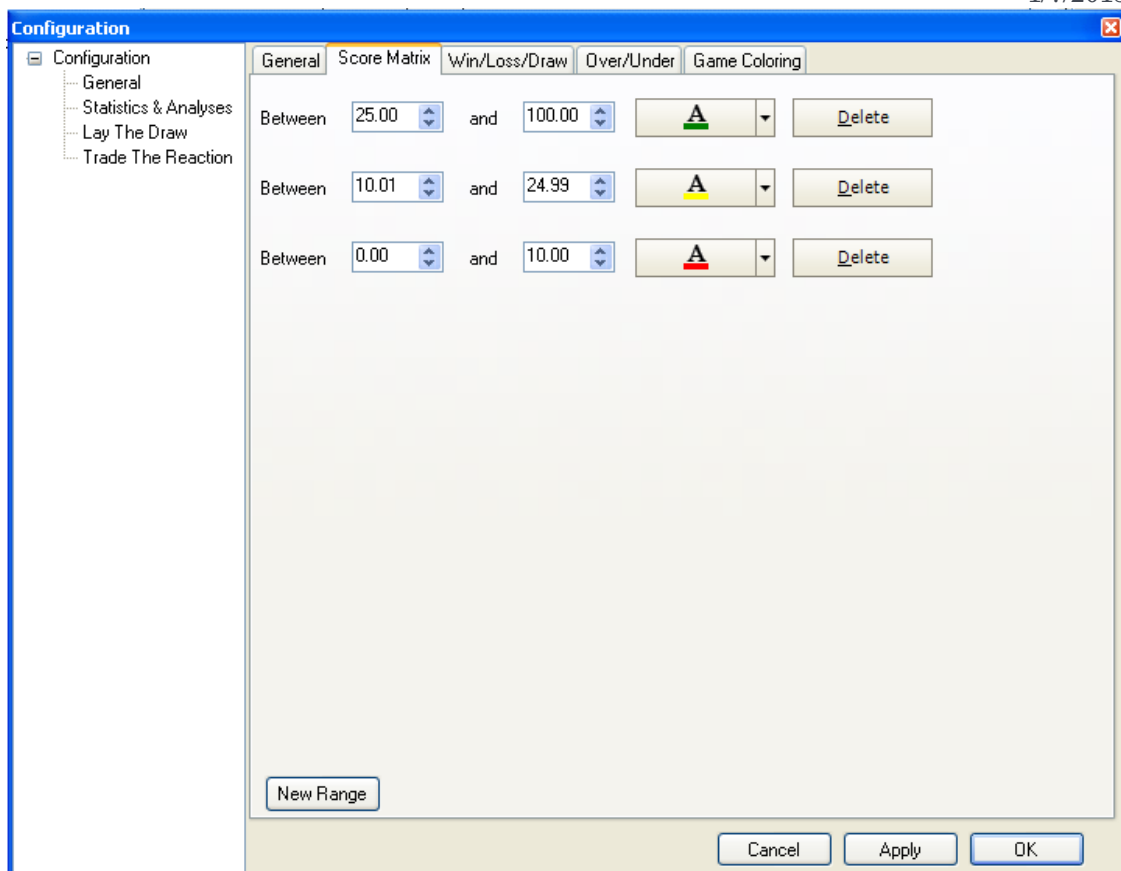 Configuration
Configuration
General
Statistics & Analyses
Lay The Draw
Trade The Reaction
General Score Matrix Win/Loss/Draw Over/Under Game Coloring
Between 25.00 and 100.00 A Delete
Between 10.01 and 24.99 A Delete
Between 0.00 and 10.00 A Delete
New Range
Cancel Apply OK